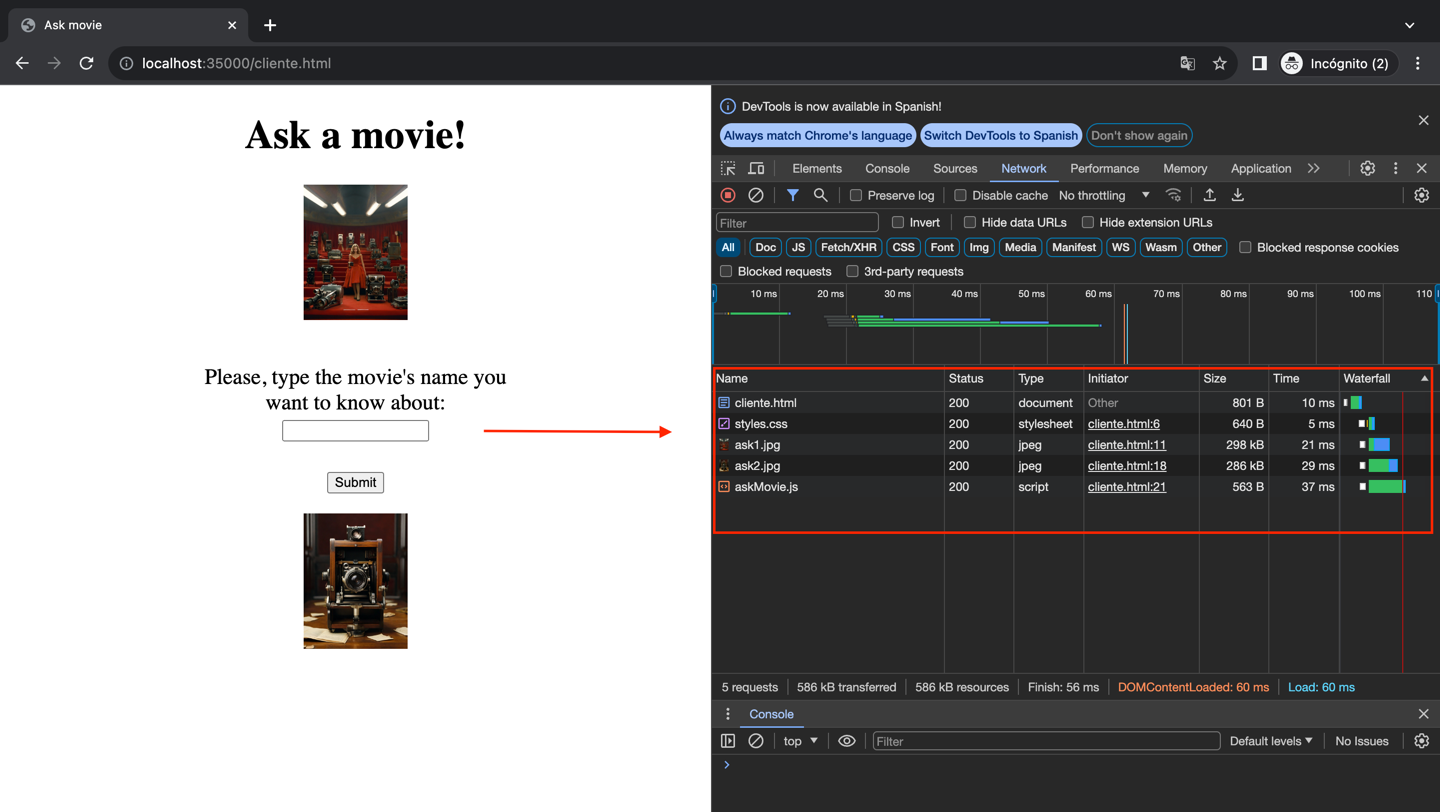 Ask movie
localhost:35000/cliente.html
Incógnito (2)
Ask a movie!
Please, type the movie's name you
want to know about:
Submit
DevTools is now available in Spanish!
Always match Chrome's language Switch DevTools to Spanish Don't show again
Elements Console Sources Network Performance Memory Application
Preserve log Disable cache No throttling
Filter Invert Hide data URLs Hide extension URLs
All Doc JS Fetch/XHR CSS Font Img Media Manifest WS Wasm Other Blocked response cookies
Blocked requests 3rd-party requests
10 ms 20 ms 30 ms 40 ms 50 ms 60 ms 70 ms 80 ms 90 ms 100 ms 110
Name Status Type Initiator Size Time Waterfall
cliente.html 200 document Other 801 B 10 ms
styles.css 200 stylesheet cliente.html:6 640 B 5 ms
ask1.jpg 200 jpeg cliente.html:11 298 kB 21 ms
ask2.jpg 200 jpeg cliente.html:18 286 kB 29 ms
askMovie.js 200 script cliente.html:21 563 B 37 ms
5 requests 586 kB transferred 586 kB resources Finish: 56 ms DOMContentLoaded: 60 ms Load: 60 ms
Console
top Filter Default levels No Issues